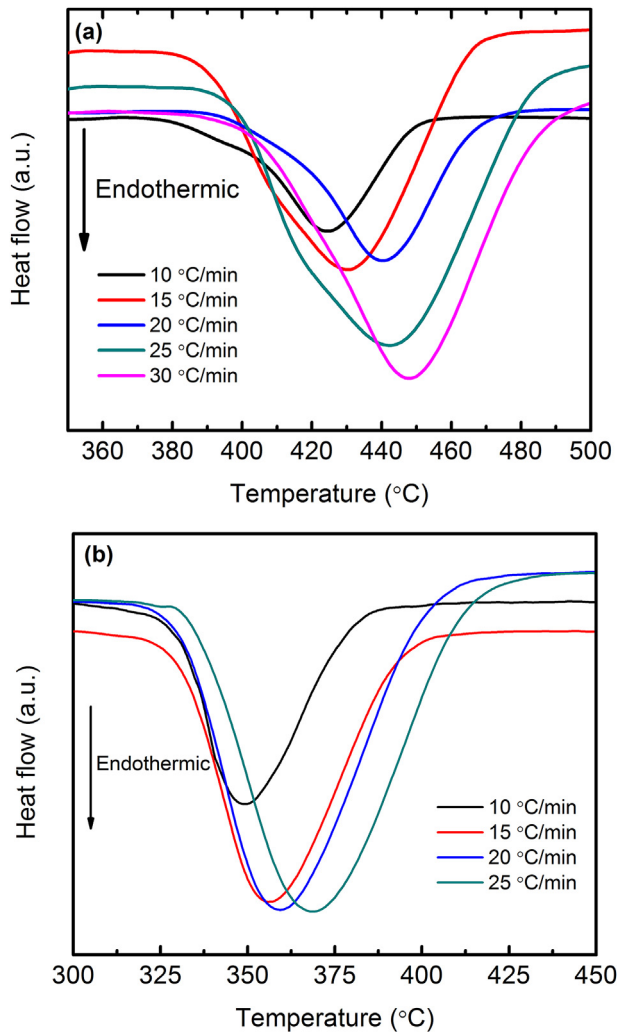 (a)
Heat flow (a.u.)
Endothermic
10 °C/min
15 °C/min
20 °C/min
25 °C/min
30 °C/min
360 380 400 420 440 460 480 500
Temperature (°C)
(b)
Heat flow (a.u.)
Endothermic
10 °C/min
15 °C/min
20 °C/min
25 °C/min
300 325 350 375 400 425 450
Temperature (°C)